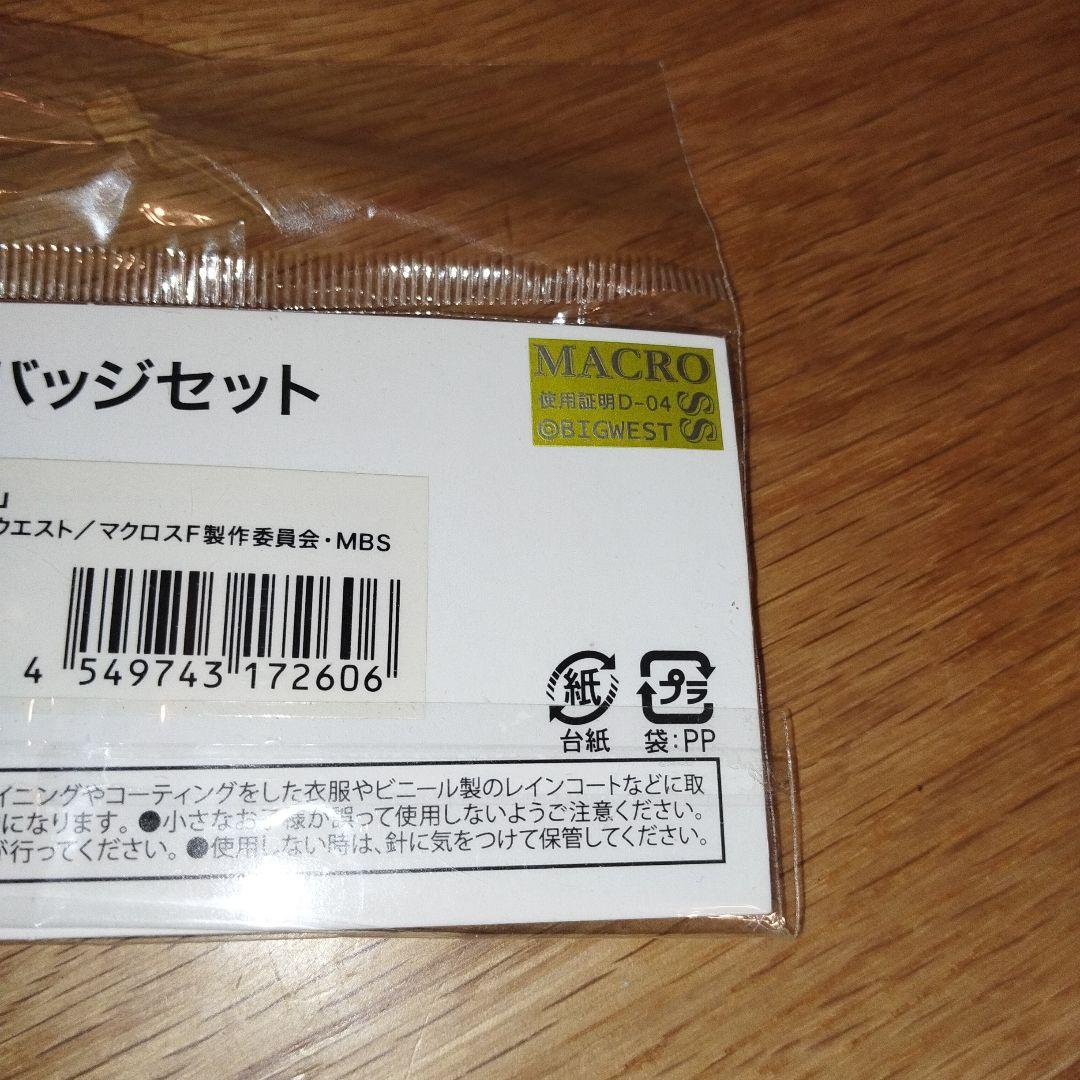 バッジセット
MACROSS
使用証明D-04
©BIGWEST
」
ウエスト／マクロスF製作委員会・MBS
4 549743 172606
紙
プラ
台紙 袋：PP
イニングやコーティングをした衣服やビニール製のレインコートなどに取
になります。●小さなお子様が誤って使用しないようご注意ください。
が行ってください。●使用しない時は、針に気をつけて保管してください。